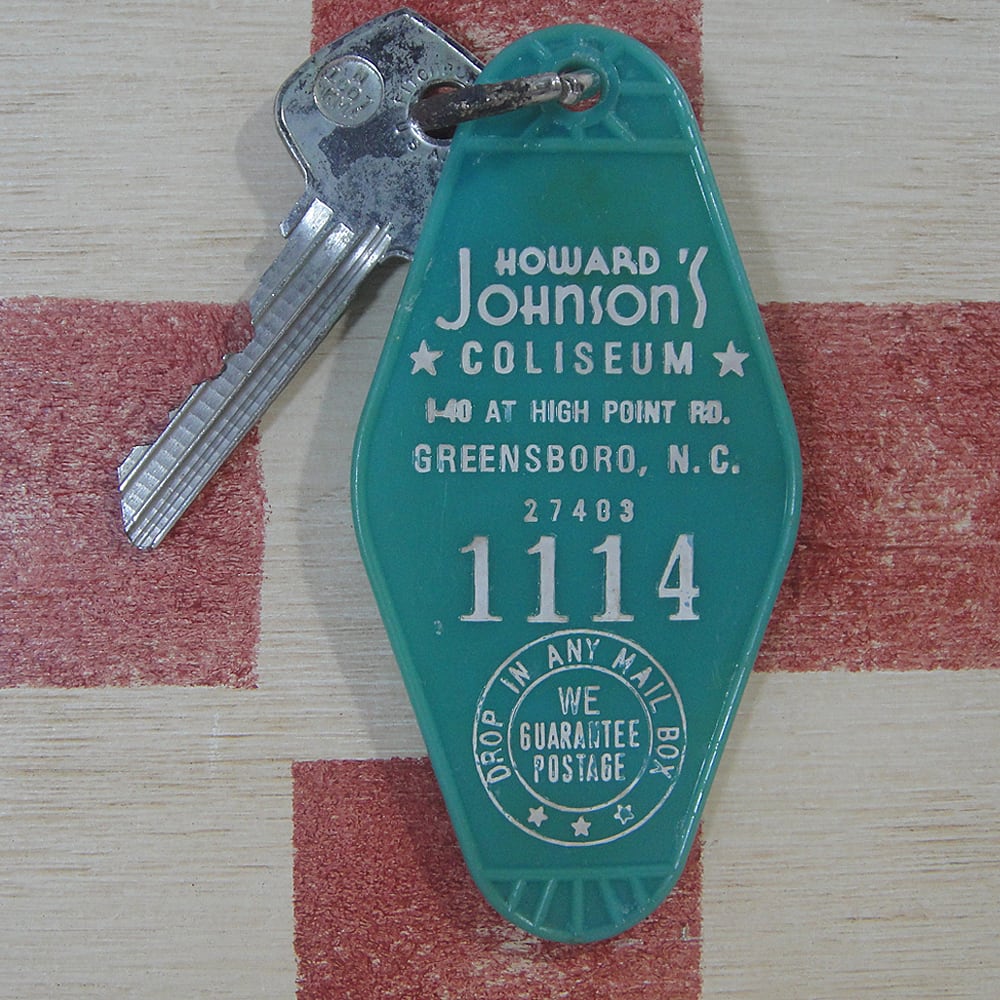 HOWARD
JOHNSON'S
★ COLISEUM ★
I-40 AT HIGH POINT RD.
GREENSBORO, N.C.
27403
1114
DROP IN ANY MAIL BOX
WE
GUARANTEE
POSTAGE